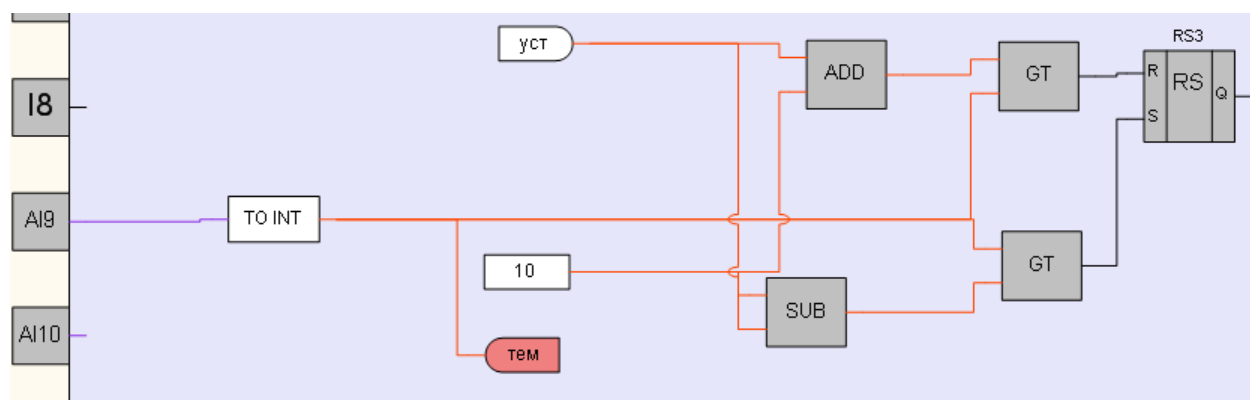 уст
RS3
ADD
GT
R
RS
Q
S
I8
AI9
TO INT
10
GT
SUB
AI10
тем